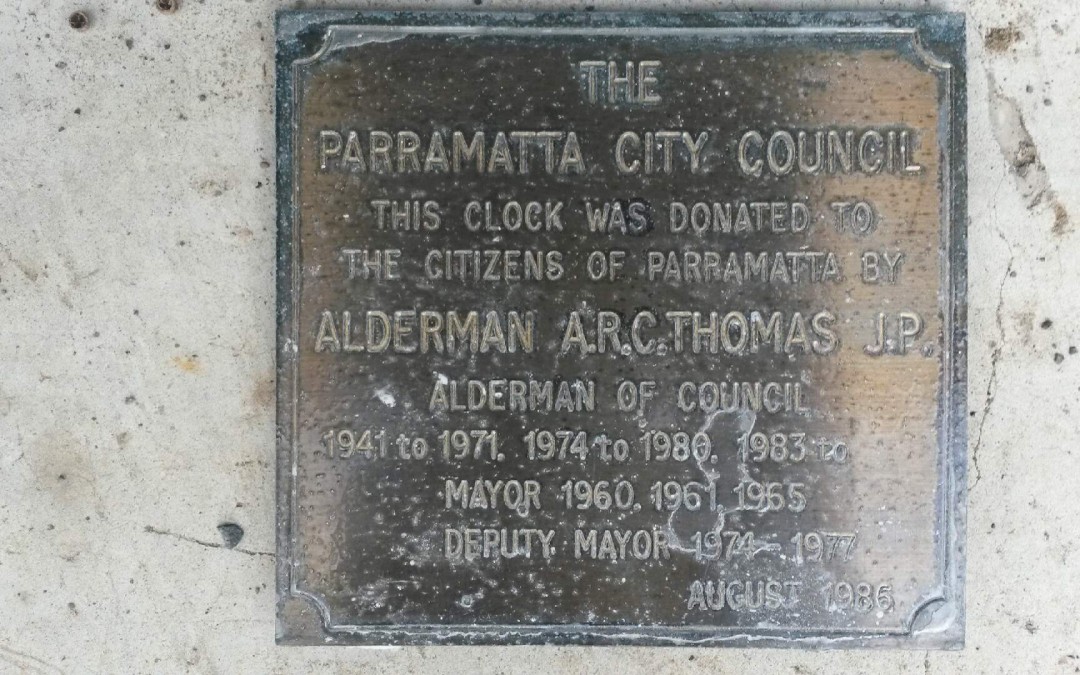 THE
PARRAMATTA CITY COUNCIL
THIS CLOCK WAS DONATED TO
THE CITIZENS OF PARRAMATTA BY
ALDERMAN A.R.C.THOMAS J.P.
ALDERMAN OF COUNCIL
1941 to 1971. 1974 to 1980. 1983 to
MAYOR 1960. 1961. 1965
DEPUTY MAYOR 1974 - 1977
AUGUST 1986